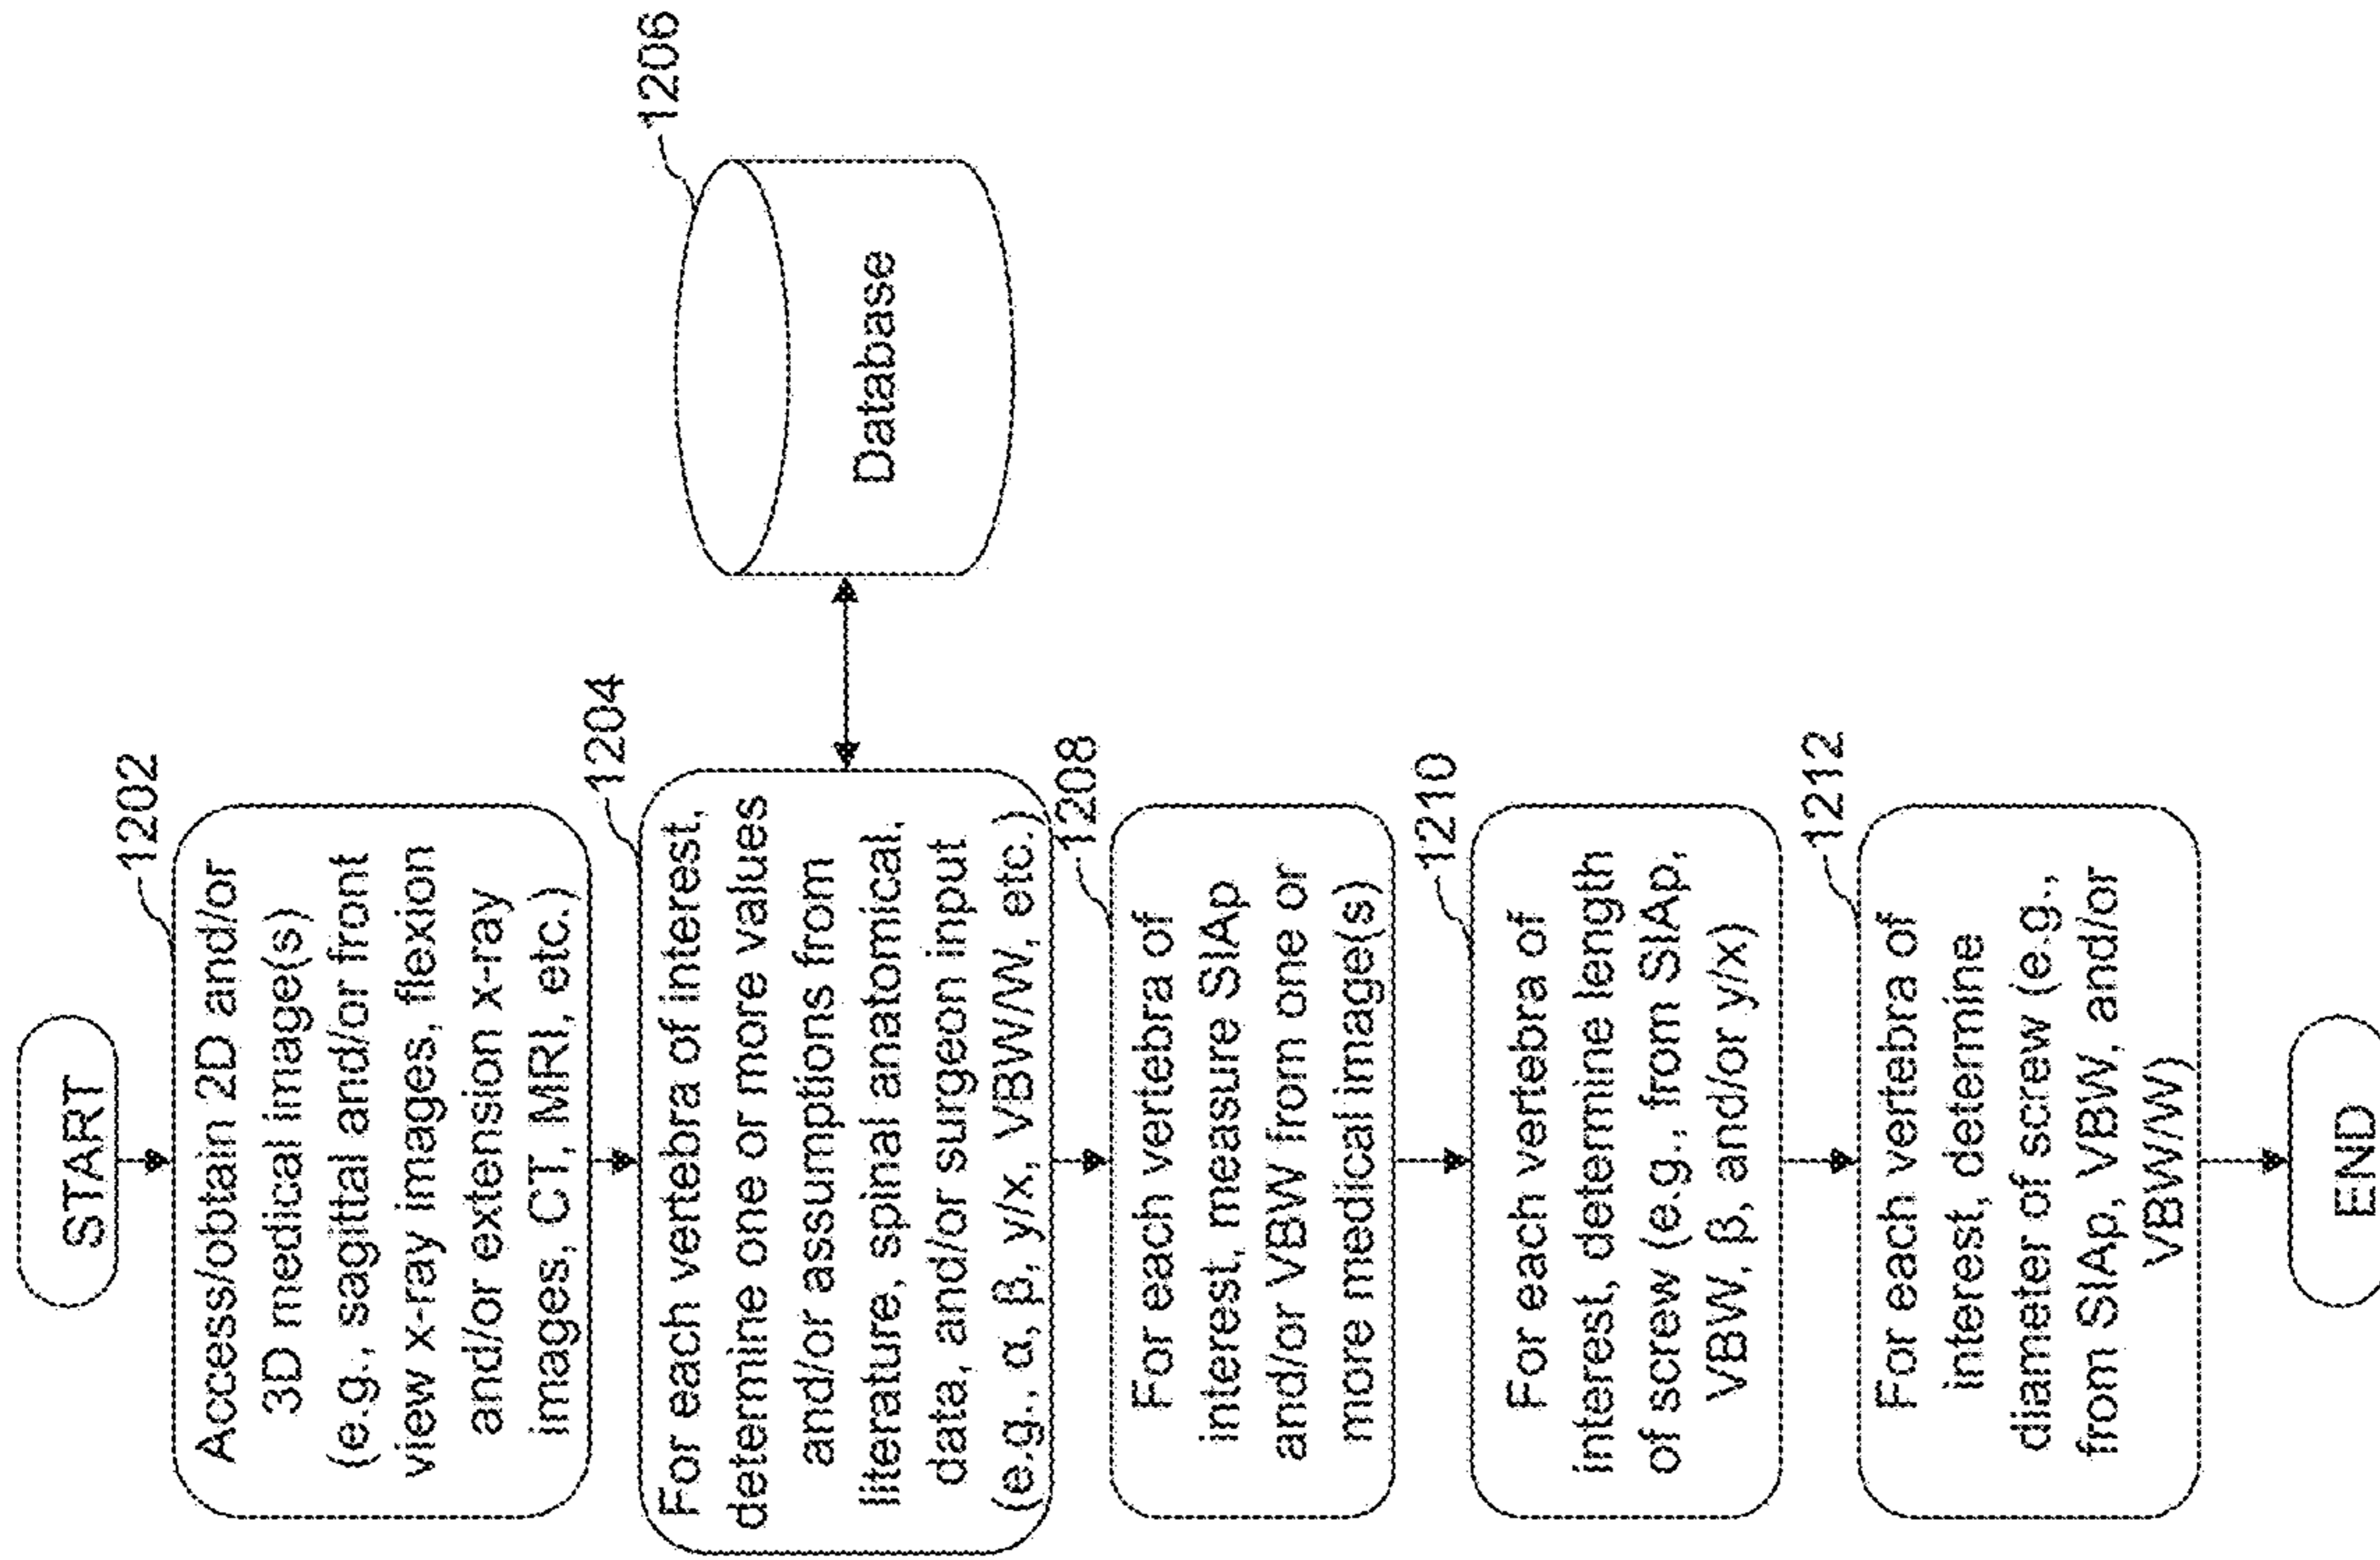 START
1202
Access/obtain 2D and/or
3D medical image(s)
(e.g., sagittal and/or front
view x-ray images, flexion
and/or extension x-ray
images, CT, MRI, etc.)
1204
For each vertebra of interest,
determine one or more values
and/or assumptions from
literature, spinal anatomical
data, and/or surgeon input
(e.g., α, β, y/x, VBW/W, etc.)
1206
Database
1208
For each vertebra of
interest, measure SIAp
and/or VBW from one or
more medical image(s)
1210
For each vertebra of
interest, determine length
of screw (e.g., from SIAp,
VBW, β, and/or y/x)
1212
For each vertebra of
interest, determine
diameter of screw (e.g.,
from SIAp, VBW, and/or
VBW/W)
END